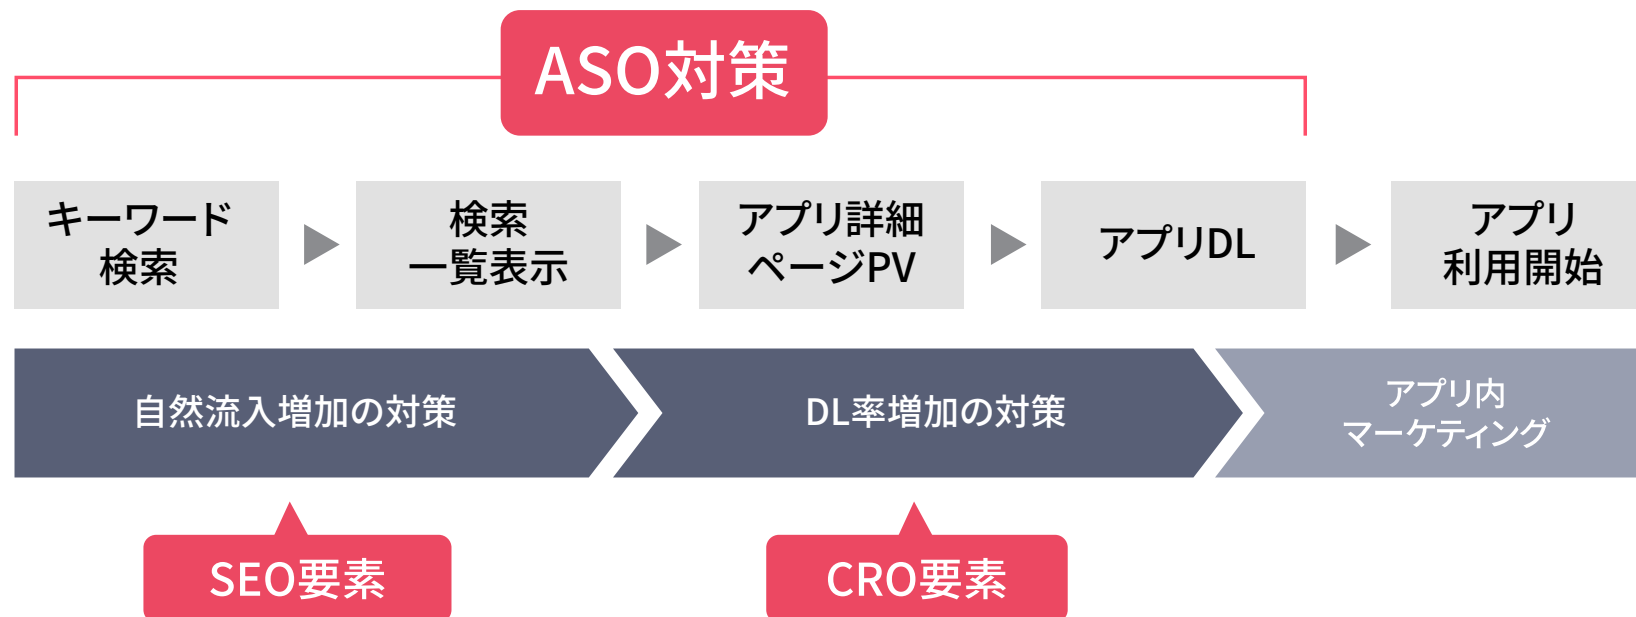 ASO対策
キーワード
検索
検索
一覧表示
アプリ詳細
ページPV
アプリDL
アプリ
利用開始
自然流入増加の対策
DL率増加の対策
アプリ内
マーケティング
SEO要素
CRO要素